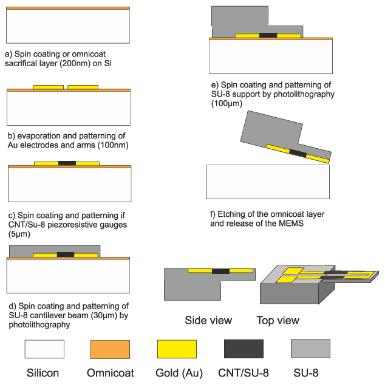 a) Spin coating or omnicoat
sacrifical layer (200nm) on Si
b) evaporation and patterning of
Au electrodes and arms (100nm)
c) Spin coating and patterning if
CNT/Su-8 piezoresistive gauges
(5µm)
d) Spin coating and patterning of
SU-8 cantilever beam (30µm) by
photolithography
e) Spin coating and patterning of
SU-8 support by photolithography
(100µm)
f) Etching of the omnicoat layer
and release of the MEMS
Side view
Top view
Silicon
Omnicoat
Gold (Au)
CNT/SU-8
SU-8